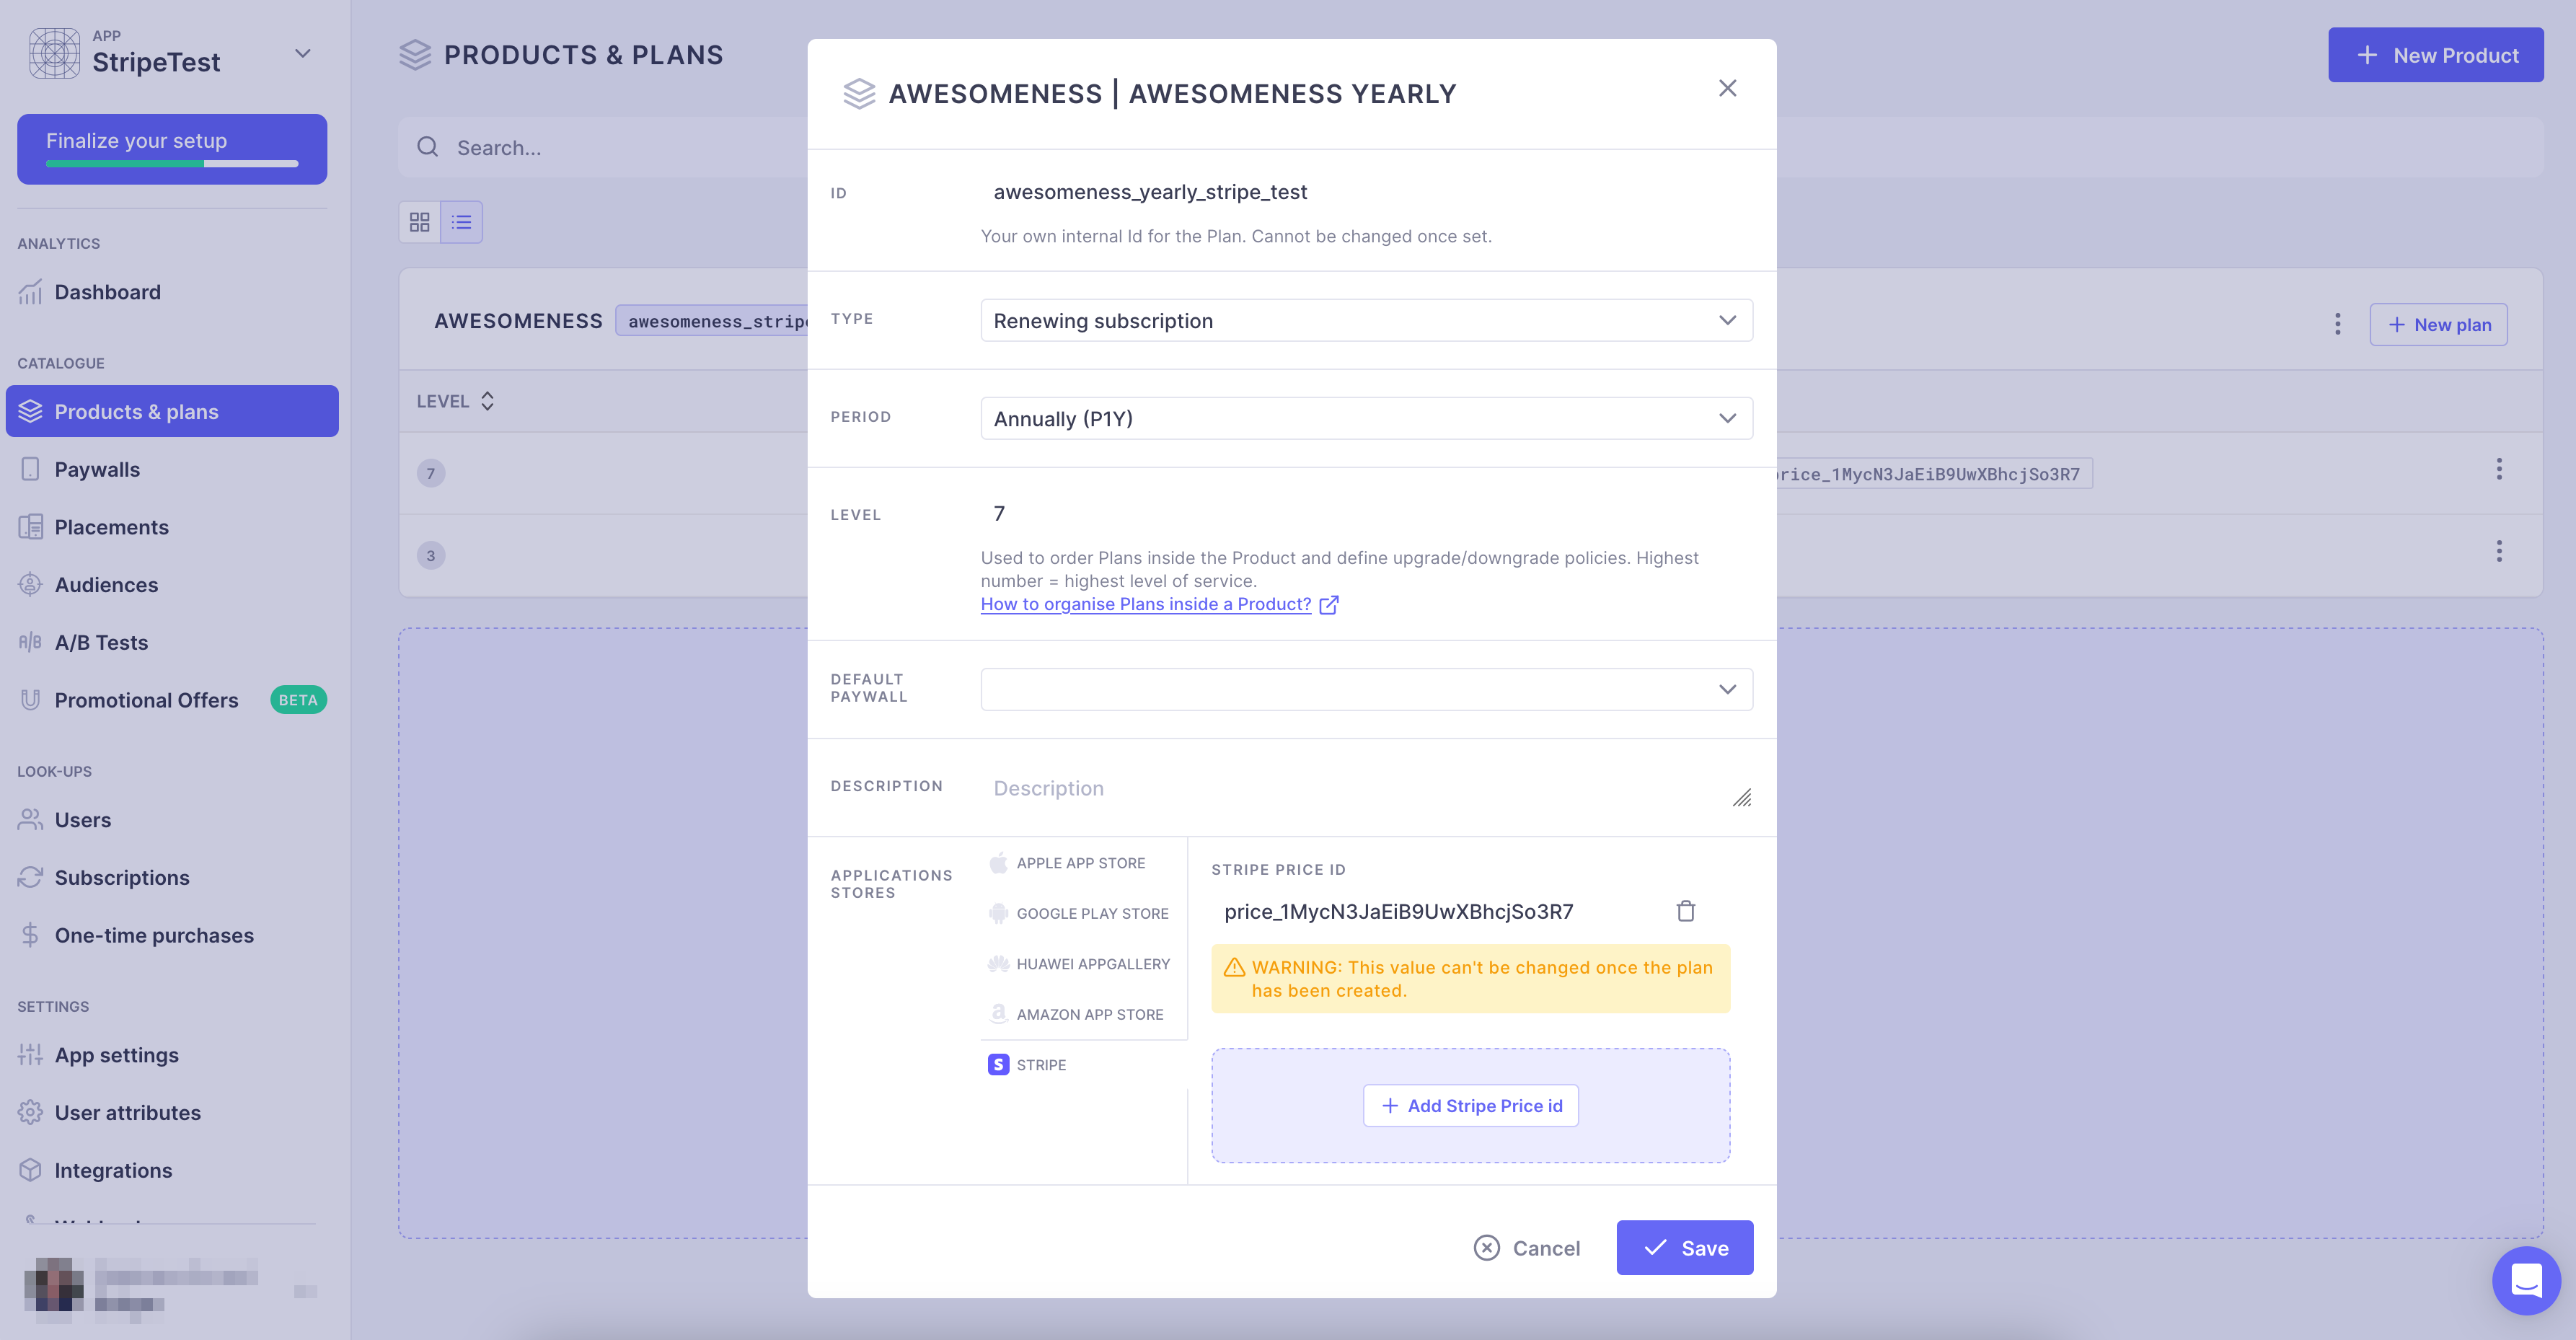 APP
StripeTest
Finalize your setup
ANALYTICS
Dashboard
CATALOGUE
Products & plans
Paywalls
Placements
Audiences
A/B Tests
Promotional Offers BETA
LOOK-UPS
Users
Subscriptions
One-time purchases
SETTINGS
App settings
User attributes
Integrations
PRODUCTS & PLANS
New Product
Search...
AWESOMENESS awesomeness_stripe
New plan
LEVEL
7
price_1MycN3JaEiB9UwXBhcjSo3R7
3
AWESOMENESS | AWESOMENESS YEARLY
ID
awesomeness_yearly_stripe_test
Your own internal Id for the Plan. Cannot be changed once set.
TYPE
Renewing subscription
PERIOD
Annually (P1Y)
LEVEL
7
Used to order Plans inside the Product and define upgrade/downgrade policies. Highest
number = highest level of service.
How to organise Plans inside a Product?
DEFAULT
PAYWALL
DESCRIPTION
Description
APPLICATIONS
STORES
APPLE APP STORE
GOOGLE PLAY STORE
HUAWEI APPGALLERY
AMAZON APP STORE
STRIPE
STRIPE PRICE ID
price_1MycN3JaEiB9UwXBhcjSo3R7
WARNING: This value can't be changed once the plan
has been created.
Add Stripe Price id
Cancel
Save